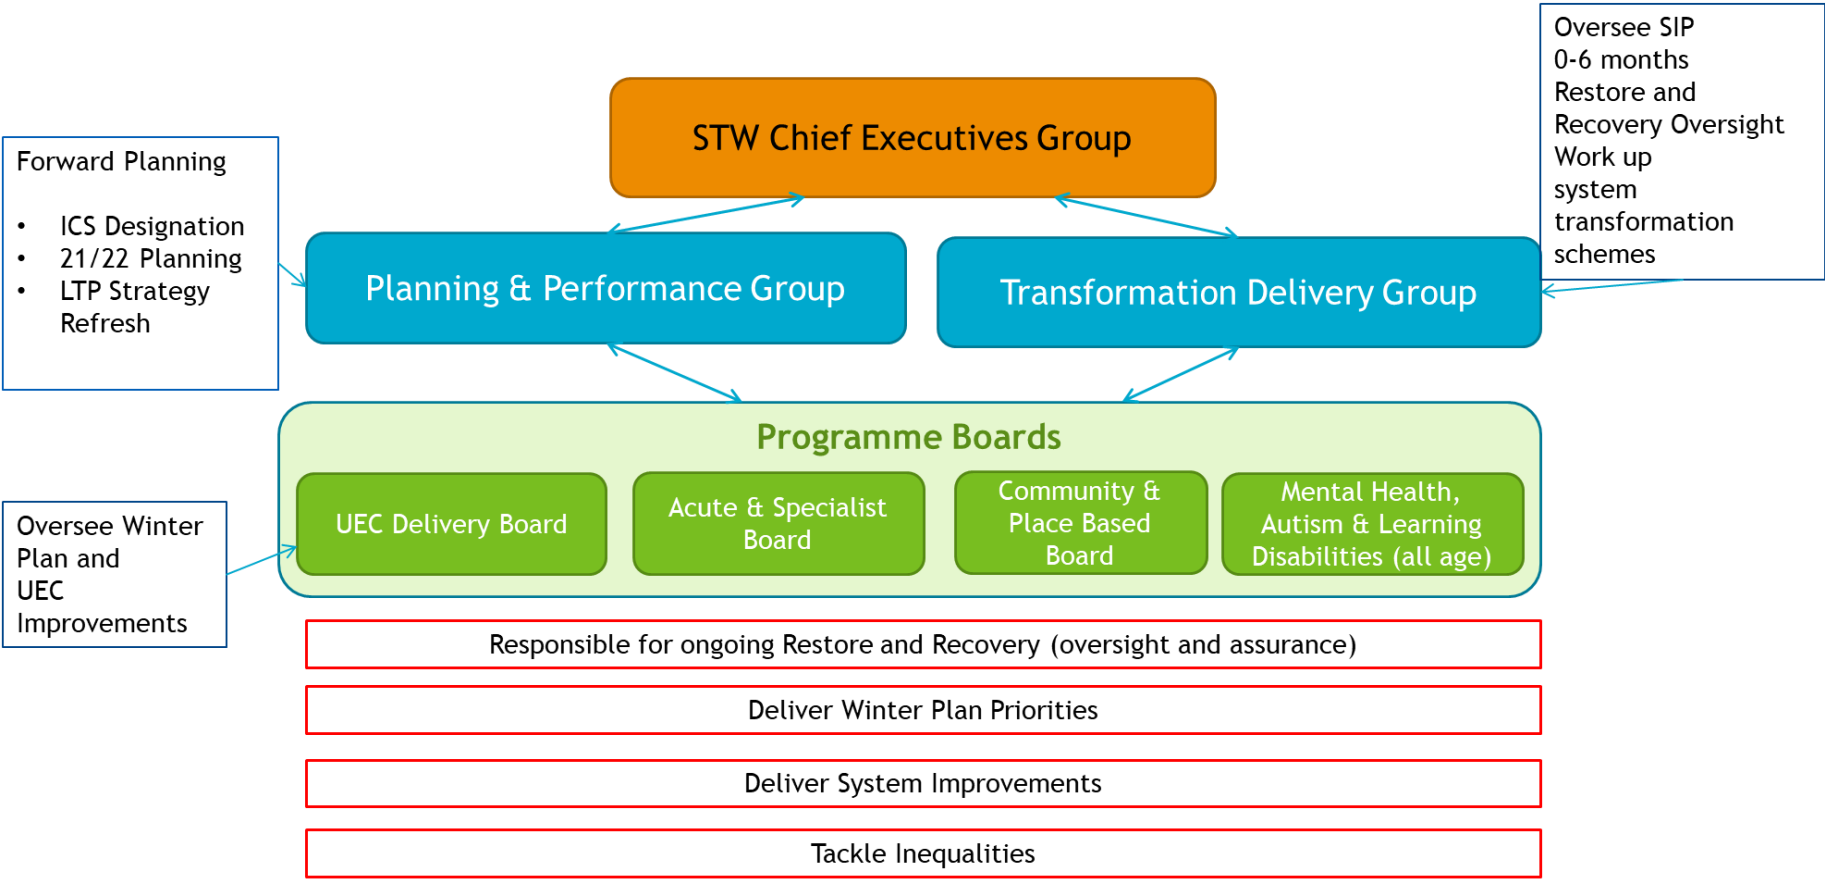 Oversee SIP
0-6 months
Restore and
Recovery Oversight
Work up
system
transformation
schemes
STW Chief Executives Group
Forward Planning
• ICS Designation
• 21/22 Planning
• LTP Strategy
Refresh
Planning & Performance Group
Transformation Delivery Group
Programme Boards
UEC Delivery Board
Acute & Specialist
Board
Community &
Place Based
Board
Mental Health,
Autism & Learning
Disabilities (all age)
Oversee Winter
Plan and
UEC
Improvements
Responsible for ongoing Restore and Recovery (oversight and assurance)
Deliver Winter Plan Priorities
Deliver System Improvements
Tackle Inequalities